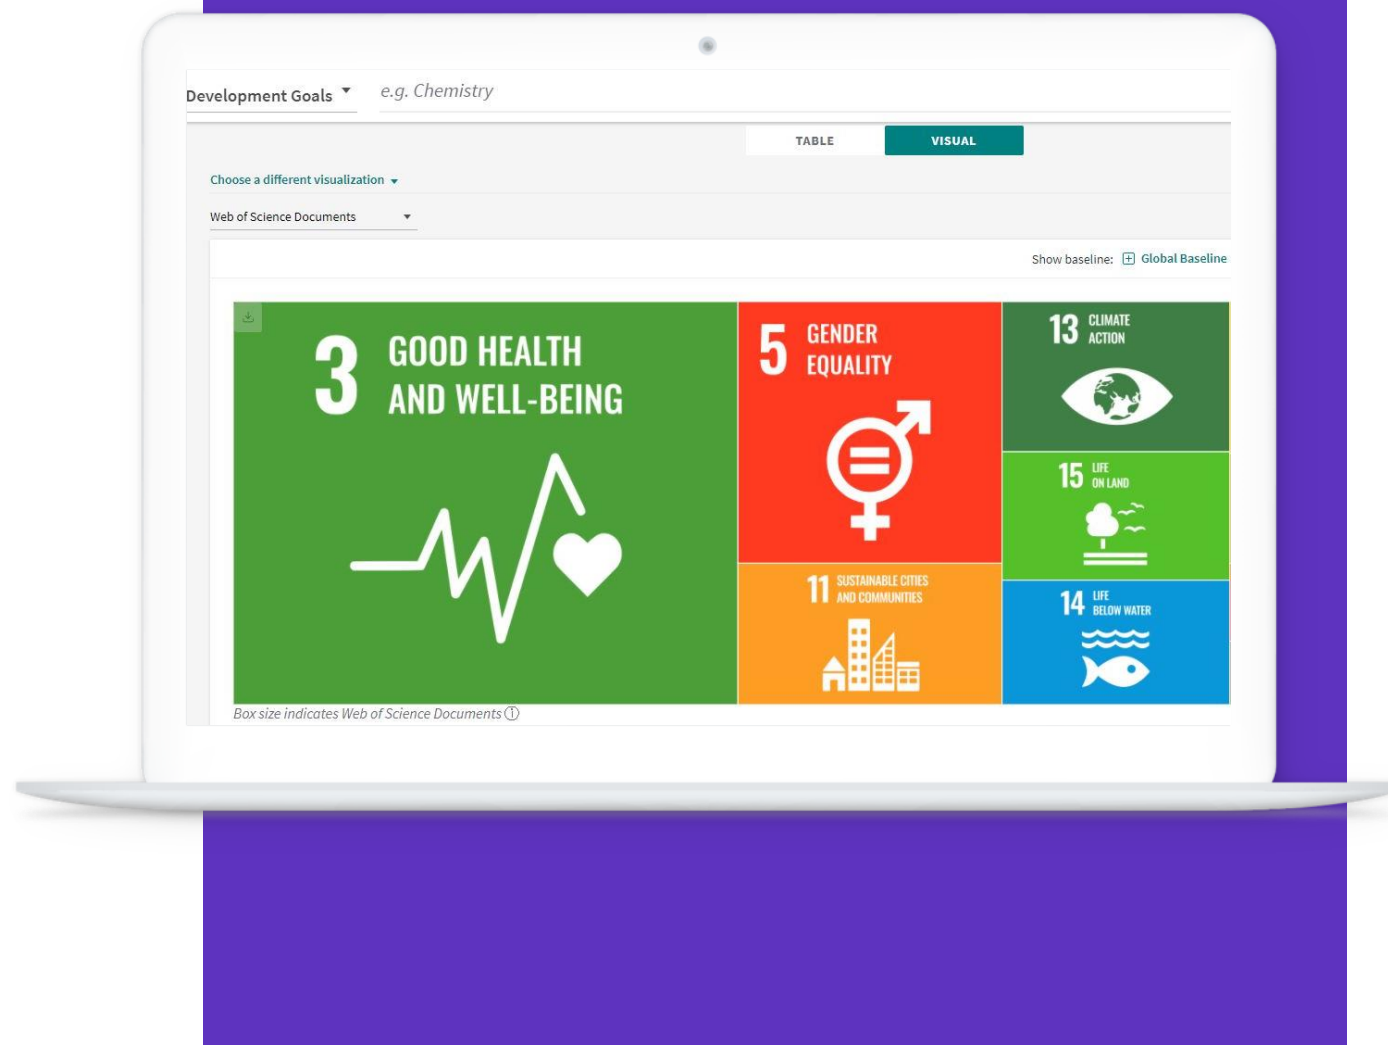 Development Goals
e.g. Chemistry
TABLE
VISUAL
Choose a different visualization
Web of Science Documents
Show baseline: Global Baseline
3 GOOD HEALTH
AND WELL-BEING
5 GENDER
EQUALITY
13 CLIMATE
ACTION
15 LIFE
ON LAND
11 SUSTAINABLE CITIES
AND COMMUNITIES
14 LIFE
BELOW WATER
Box size indicates Web of Science Documents